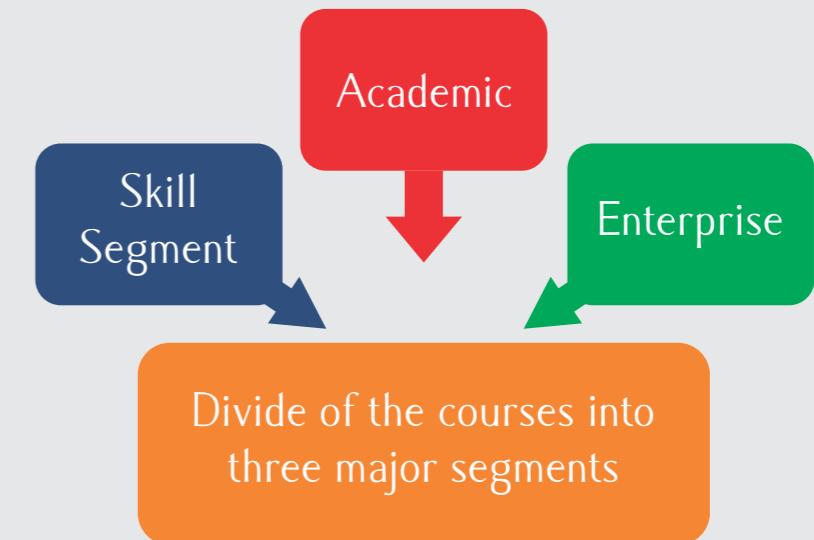 Academic
Skill
Segment
Enterprise
Divide of the courses into
three major segments